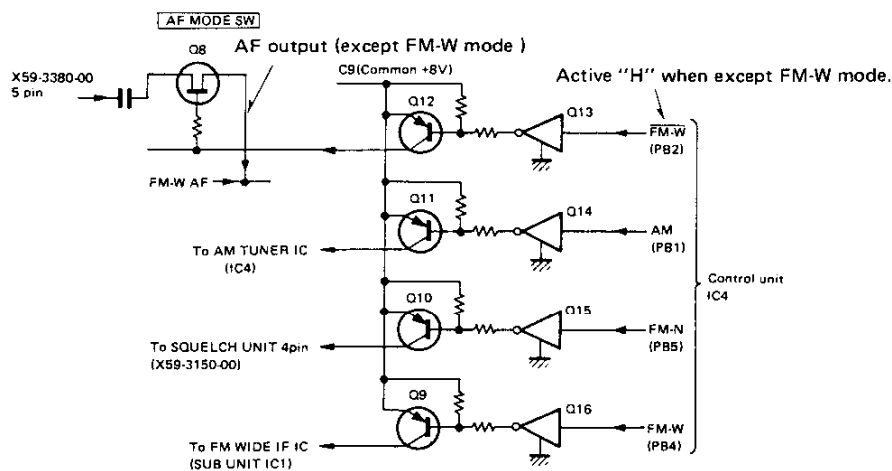 AF MODE SW
Q8
AF output (except FM-W mode )
X59-3380-00
5 pin
C9(Common +8V)
Active "H" when except FM-W mode.
Q12
Q13
FM-W
(PB2)
FM-W AF
Q11
Q14
AM
(PB1)
To AM TUNER IC
(IC4)
Control unit
IC4
Q10
Q15
FM-N
(PB5)
To SQUELCH UNIT 4pin
(X59-3150-00)
Q9
Q16
FM-W
(PB4)
To FM WIDE IF IC
(SUB UNIT IC1)